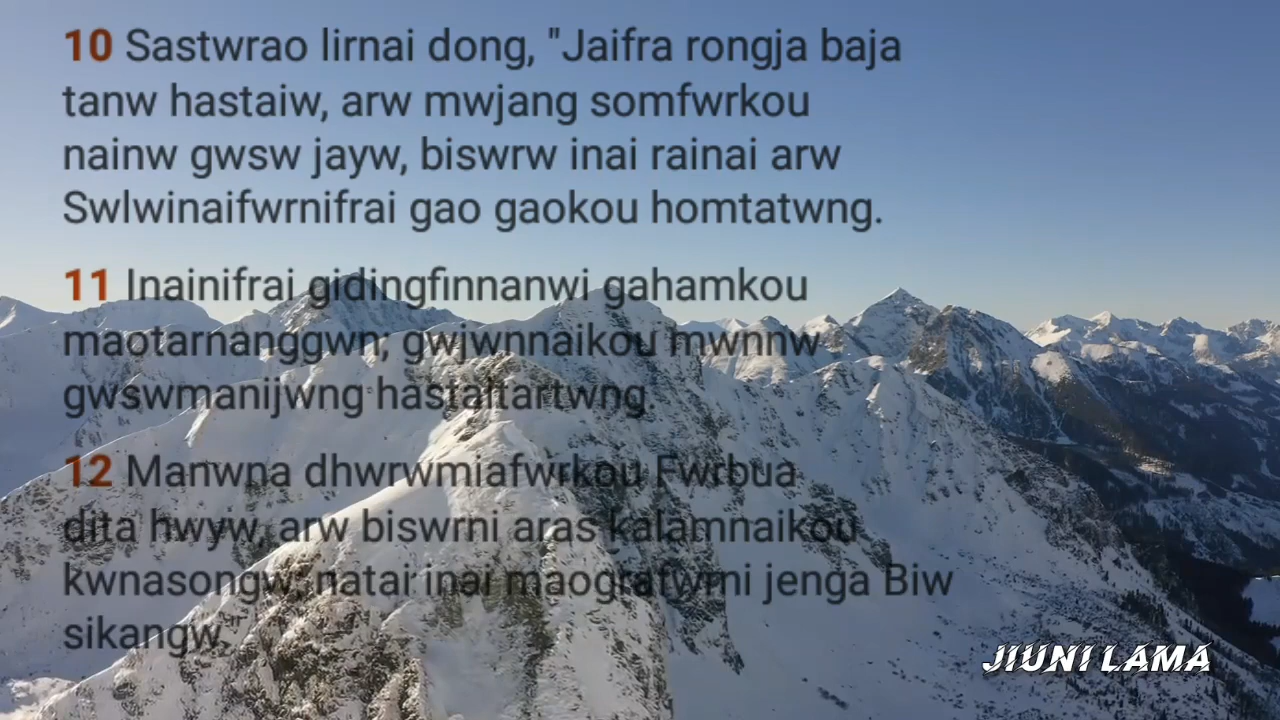 10 Sastwrao lirnai dong, "Jaifra rongja baja
tanw hastaiw, arw mwjang somfwrkou
nainw gwsw jayw, biswrw inai rainai arw
Swlwinaifwrnifrai gao gaokou homtatwng.
11 Inainifrai gidingfinnanwi gahamkou
maotarnanggwn; gwjwnnaikou mwnnw
gwswmanijwng hastaitartwng.
12 Manwna dhwrwmiafwrkou Fwrbua
dita hwyw, arw biswrni aras kalamnaikou
kwnasongw; natai inai maografwrni jenga Biw
sikangw."
JIUNI LAMA